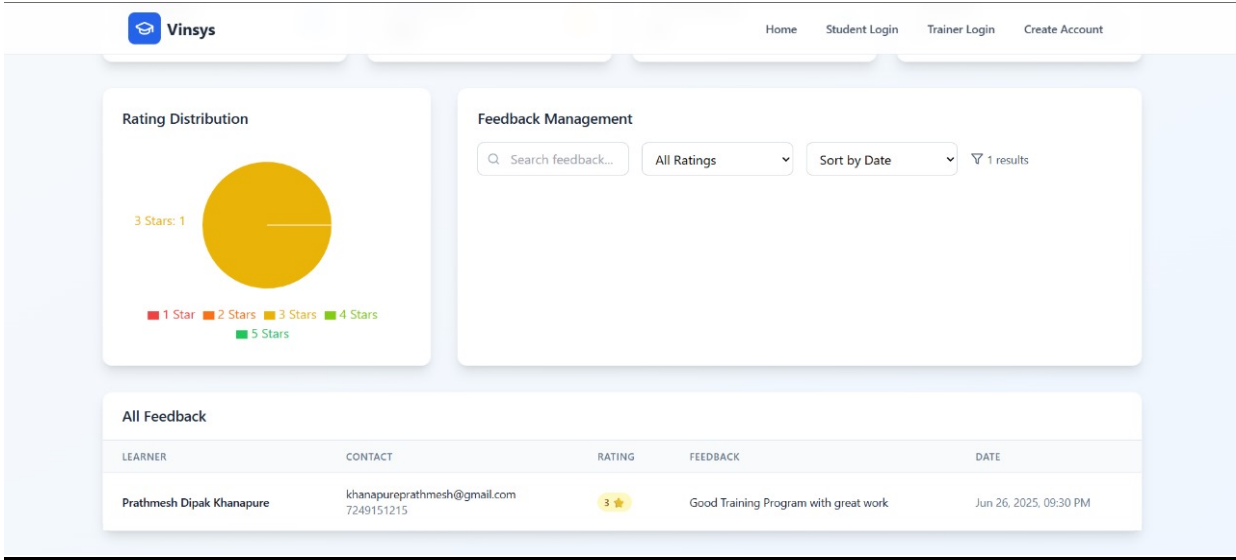 Vinsys
Home Student Login Trainer Login Create Account
Rating Distribution
3 Stars: 1
1 Star 2 Stars 3 Stars 4 Stars
5 Stars
Feedback Management
Search feedback... All Ratings Sort by Date 1 results
All Feedback
LEARNER CONTACT RATING FEEDBACK DATE
Prathmesh Dipak Khanapure khanapureprathmesh@gmail.com 3 Good Training Program with great work Jun 26, 2025, 09:30 PM
7249151215